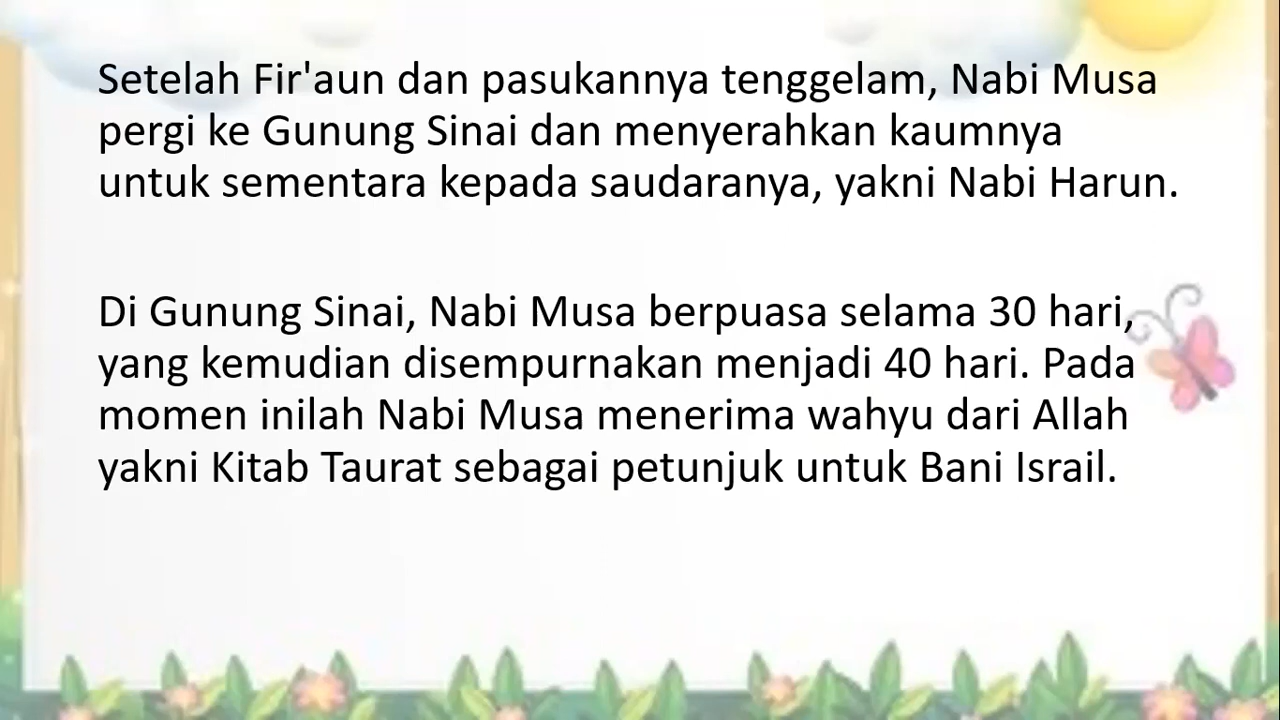 Setelah Fir'aun dan pasukannya tenggelam, Nabi Musa
pergi ke Gunung Sinai dan menyerahkan kaumnya
untuk sementara kepada saudaranya, yakni Nabi Harun.
Di Gunung Sinai, Nabi Musa berpuasa selama 30 hari,
yang kemudian disempurnakan menjadi 40 hari. Pada
momen inilah Nabi Musa menerima wahyu dari Allah
yakni Kitab Taurat sebagai petunjuk untuk Bani Israil.